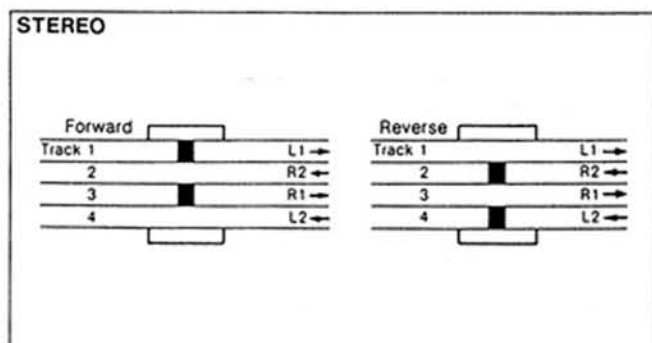 STEREO
Forward
Track 1 L1 →
2 R2 ←
3 R1 →
4 L2 ←
Reverse
Track 1 L1 →
2 R2 ←
3 R1 →
4 L2 ←